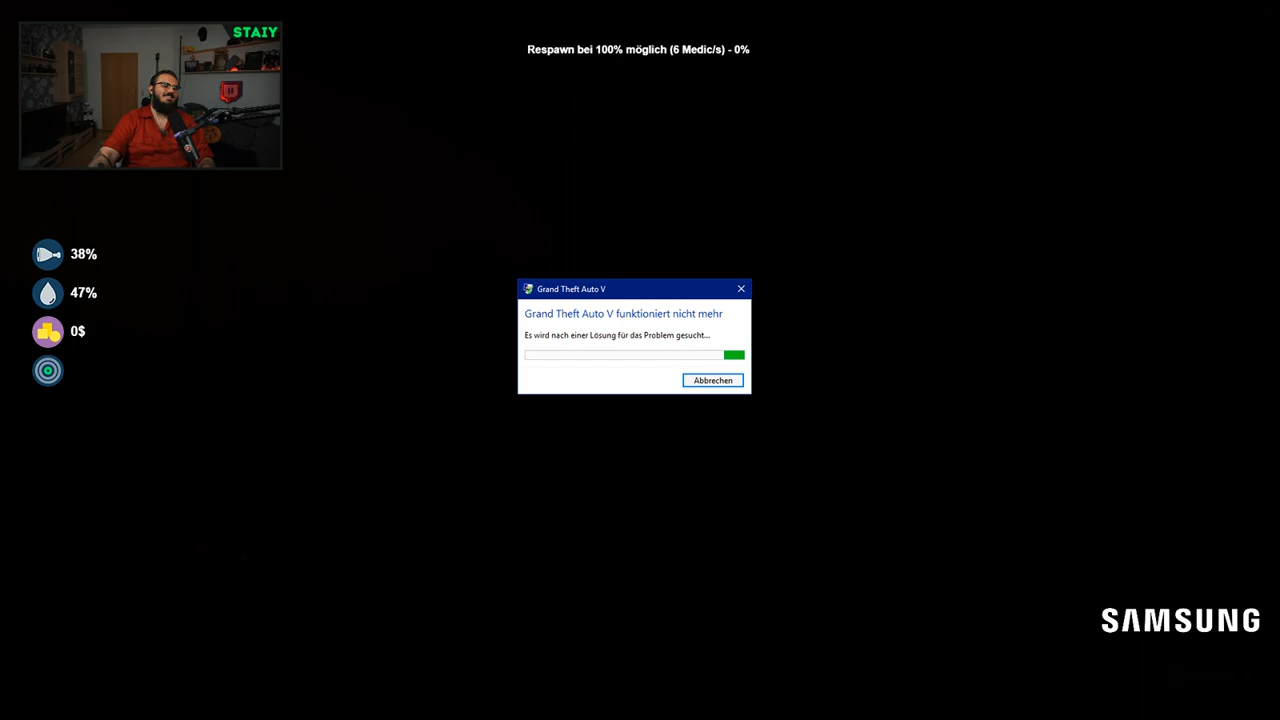 STAIY
Respawn bei 100% möglich (6 Medic/s) - 0%
38%
47%
0$
Grand Theft Auto V
Grand Theft Auto V funktioniert nicht mehr
Es wird nach einer Lösung für das Problem gesucht...
Abbrechen
SAMSUNG